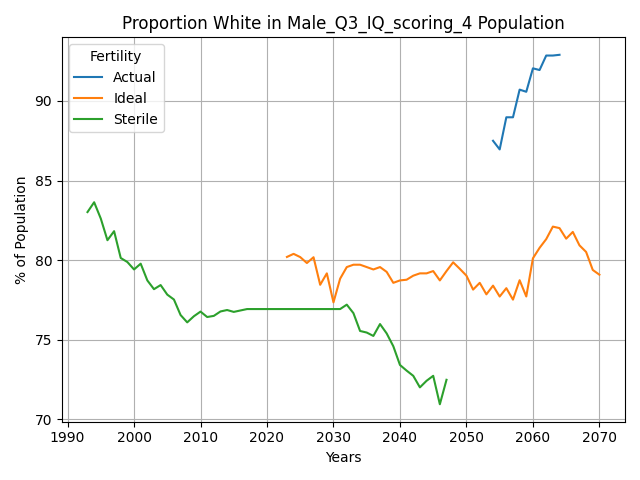 Proportion White in Male_Q3_IQ_scoring_4 Population
Fertility
Actual
Ideal
Sterile
% of Population
90
85
80
75
70
1990 2000 2010 2020 2030 2040 2050 2060 2070
Years